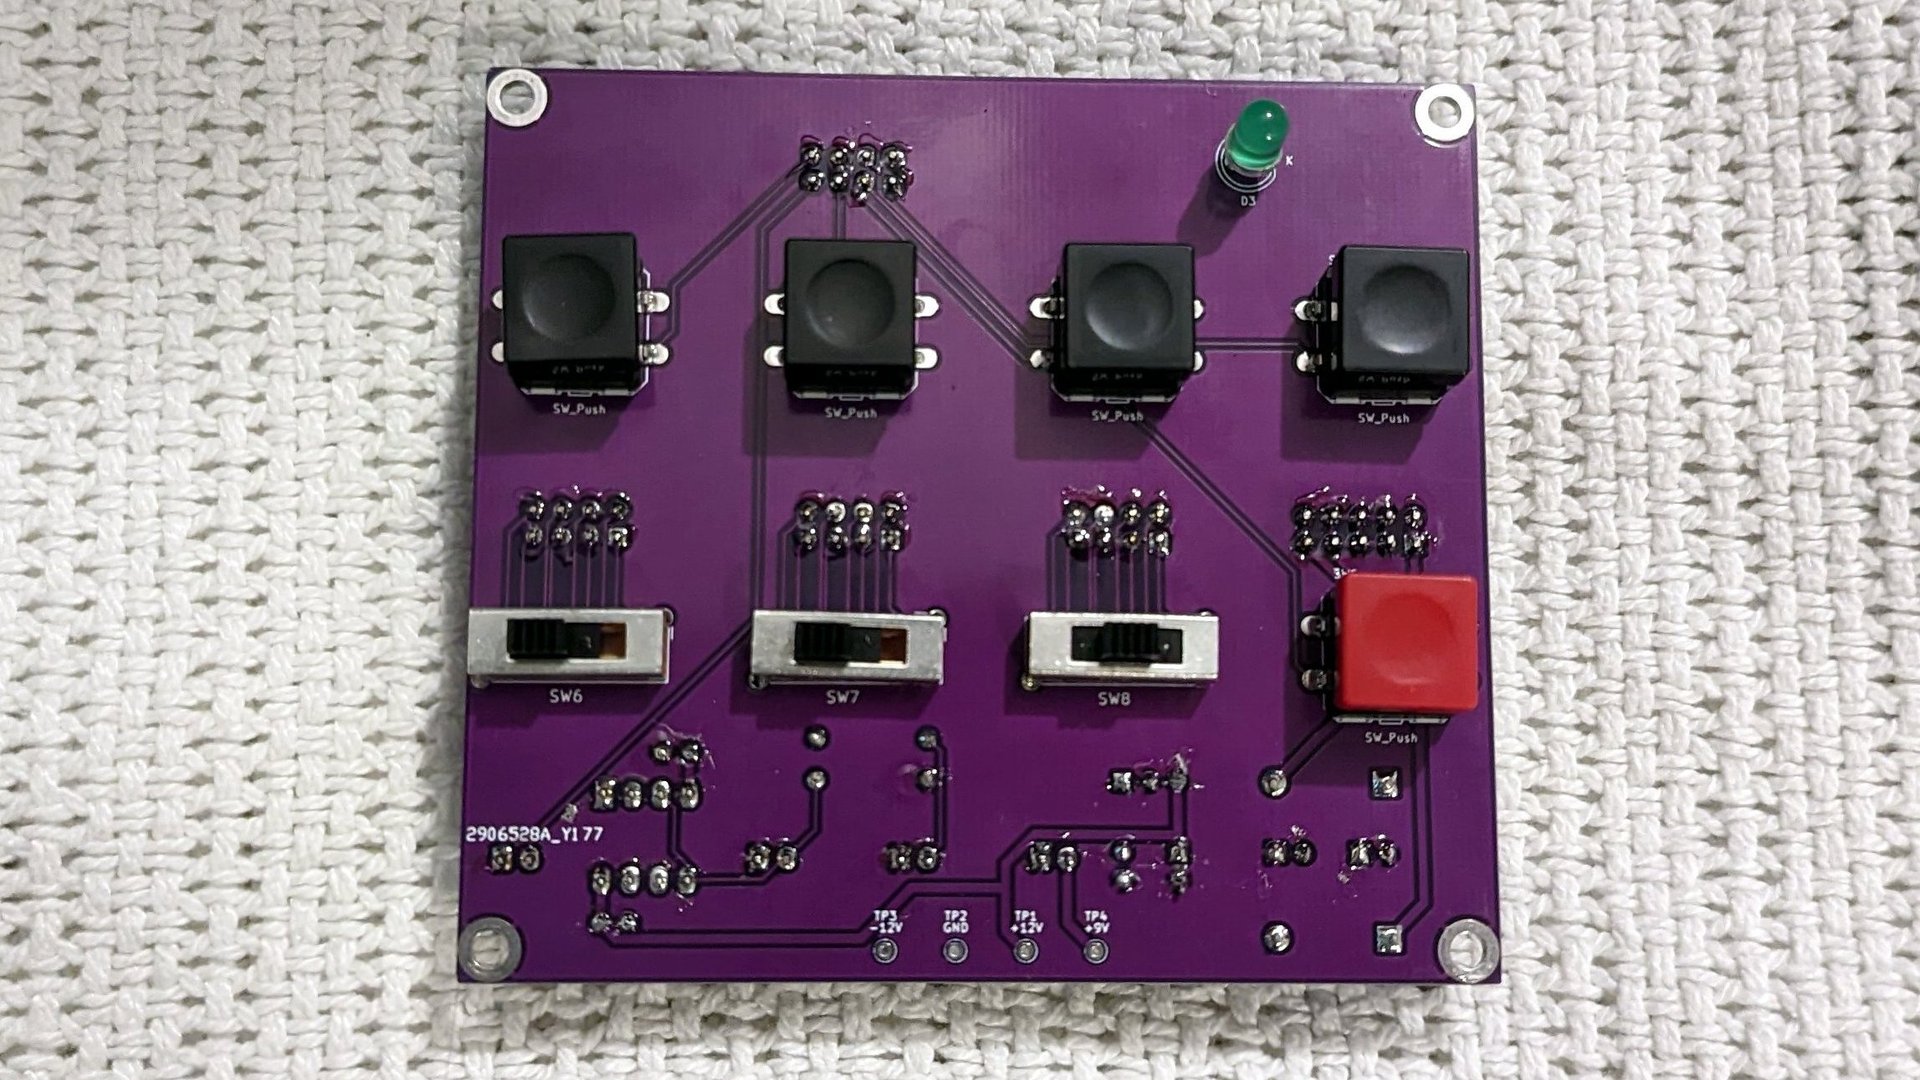 K
D3
SW_Push
SW_Push
SW_Push
SW_Push
SW6
SW7
SW8
SW_Push
2906528A_Y177
TP3
-12V
TP2
GND
TP1
+12V
TP4
+9V